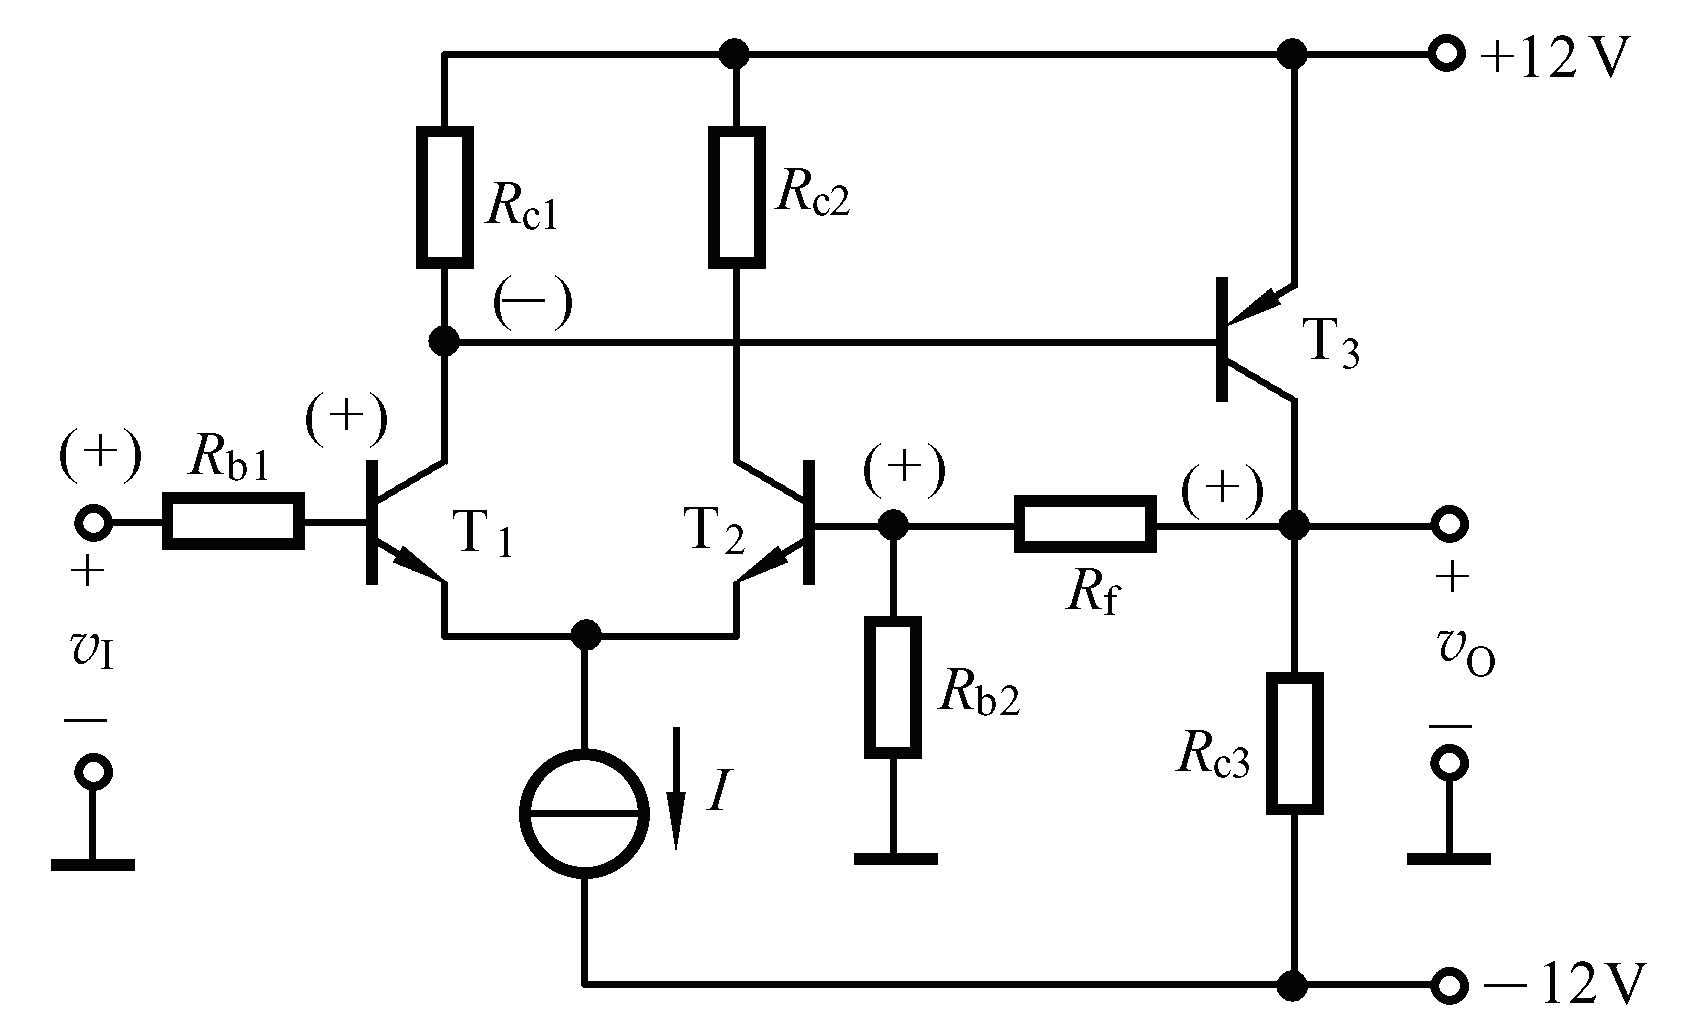 +12 V
Rc1
Rc2
(−)
T3
(+)
(+)
Rb1
(+)
(+)
T1
T2
+
Rf
+
vI
vO
−
Rb2
−
Rc3
I
−12 V